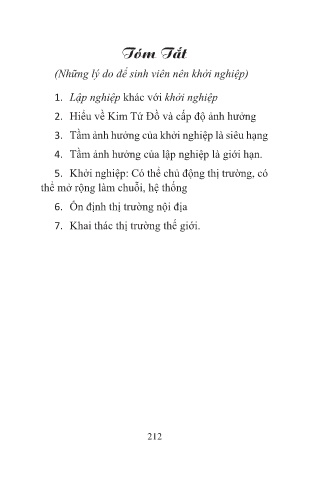 Tóm Tắt
(Những lý do để sinh viên nên khởi nghiệp)
1. Lập nghiệp khác với khởi nghiệp
2. Hiểu về Kim Tứ Đồ và cấp độ ảnh hưởng
3. Tầm ảnh hưởng của khởi nghiệp là siêu hạng
4. Tầm ảnh hưởng của lập nghiệp là giới hạn.
5. Khởi nghiệp: Có thể chủ động thị trường, có
thể mở rộng làm chuỗi, hệ thống
6. Ổn định thị trường nội địa
7. Khai thác thị trường thế giới.
212